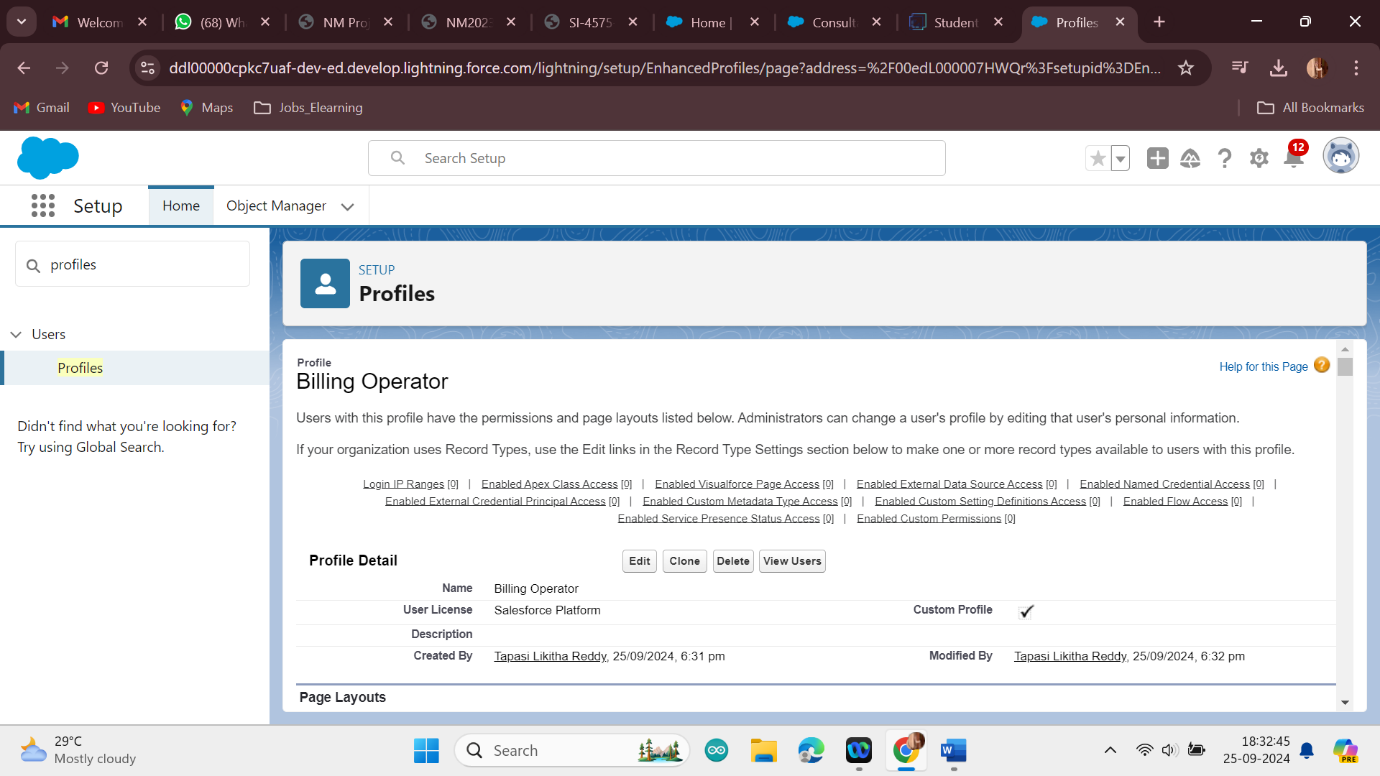 Welcom
(68) Wh
NM Pro
NM202
SI-4575
Home |
Consult
Student
Profiles
ddl00000cpkc7uaf-dev-ed.develop.lightning.force.com/lightning/setup/EnhancedProfiles/page?address=%2F00edL000007HWQr%3Fsetupid%3DEn...
Gmail
YouTube
Maps
Jobs_Elearning
All Bookmarks
Search Setup
12
Setup
Home
Object Manager
profiles
Users
Profiles
Didn't find what you're looking for?
Try using Global Search.
SETUP
Profiles
Profile
Billing Operator
Help for this Page
Users with this profile have the permissions and page layouts listed below. Administrators can change a user's profile by editing that user's personal information.
If your organization uses Record Types, use the Edit links in the Record Type Settings section below to make one or more record types available to users with this profile.
Login IP Ranges [0] | Enabled Apex Class Access [0] | Enabled Visualforce Page Access [0] | Enabled External Data Source Access [0] | Enabled Named Credential Access [0] |
Enabled External Credential Principal Access [0] | Enabled Custom Metadata Type Access [0] | Enabled Custom Setting Definitions Access [0] | Enabled Flow Access [0] |
Enabled Service Presence Status Access [0] | Enabled Custom Permissions [0]
Profile Detail
Edit Clone Delete View Users
Name Billing Operator
User License Salesforce Platform Custom Profile
Description
Created By Tapasi Likitha Reddy, 25/09/2024, 6:31 pm Modified By Tapasi Likitha Reddy, 25/09/2024, 6:32 pm
Page Layouts
29°C
Mostly cloudy
Search
18:32:45
25-09-2024
PRE